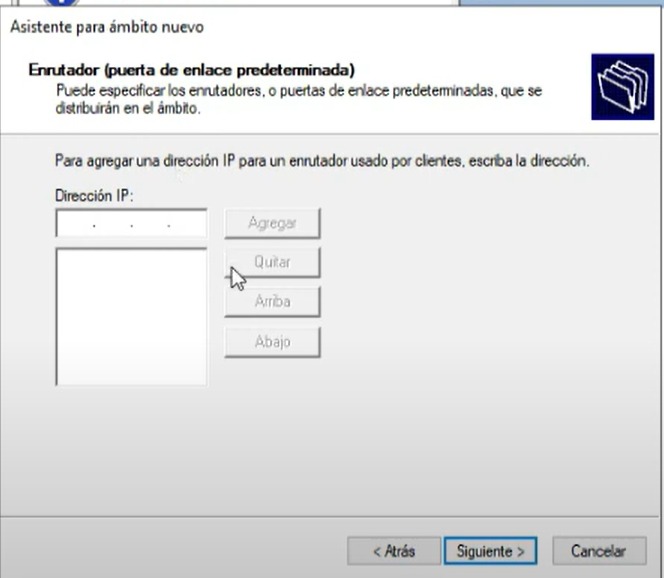 Asistente para ámbito nuevo
Enrutador (puerta de enlace predeterminada)
Puede especificar los enrutadores, o puertas de enlace predeterminadas, que se
distribuirán en el ámbito.
Para agregar una dirección IP para un enrutador usado por clientes, escriba la dirección.
Dirección IP:
. . .
Agregar
Quitar
Arriba
Abajo
< Atrás
Siguiente >
Cancelar